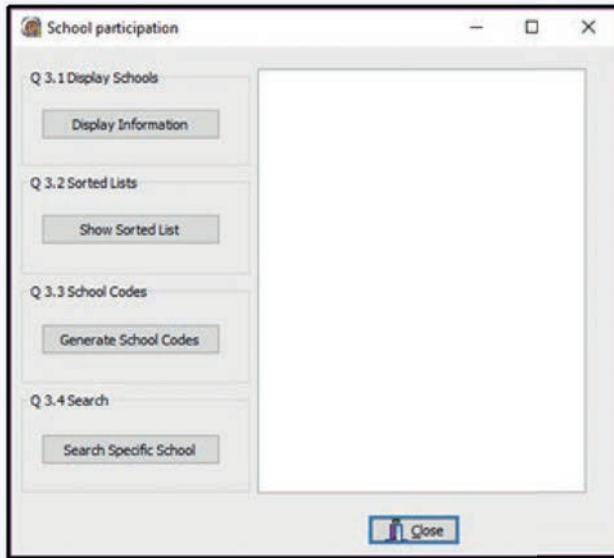 School participation
Q 3.1 Display Schools
Display Information
Q 3.2 Sorted Lists
Show Sorted List
Q 3.3 School Codes
Generate School Codes
Q 3.4 Search
Search Specific School
Close